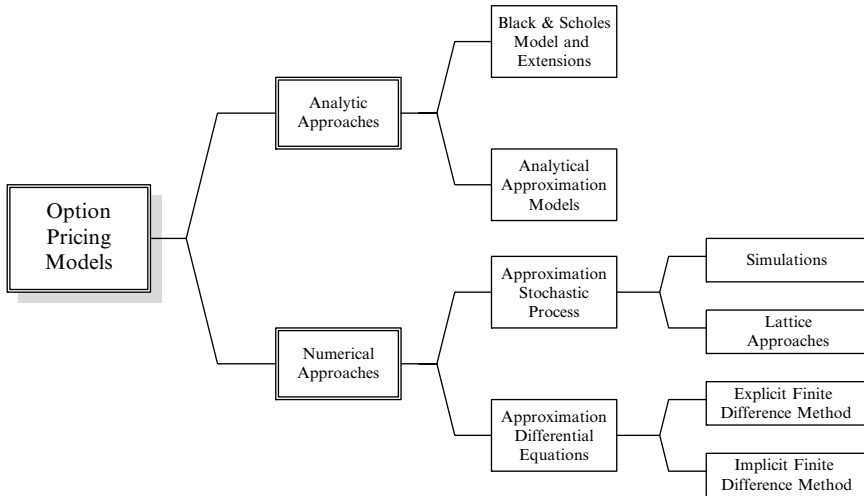 Option
Pricing
Models
Analytic
Approaches
Black & Scholes
Model and
Extensions
Analytical
Approximation
Models
Numerical
Approaches
Approximation
Stochastic
Process
Simulations
Lattice
Approaches
Approximation
Differential
Equations
Explicit Finite
Difference Method
Implicit Finite
Difference Method